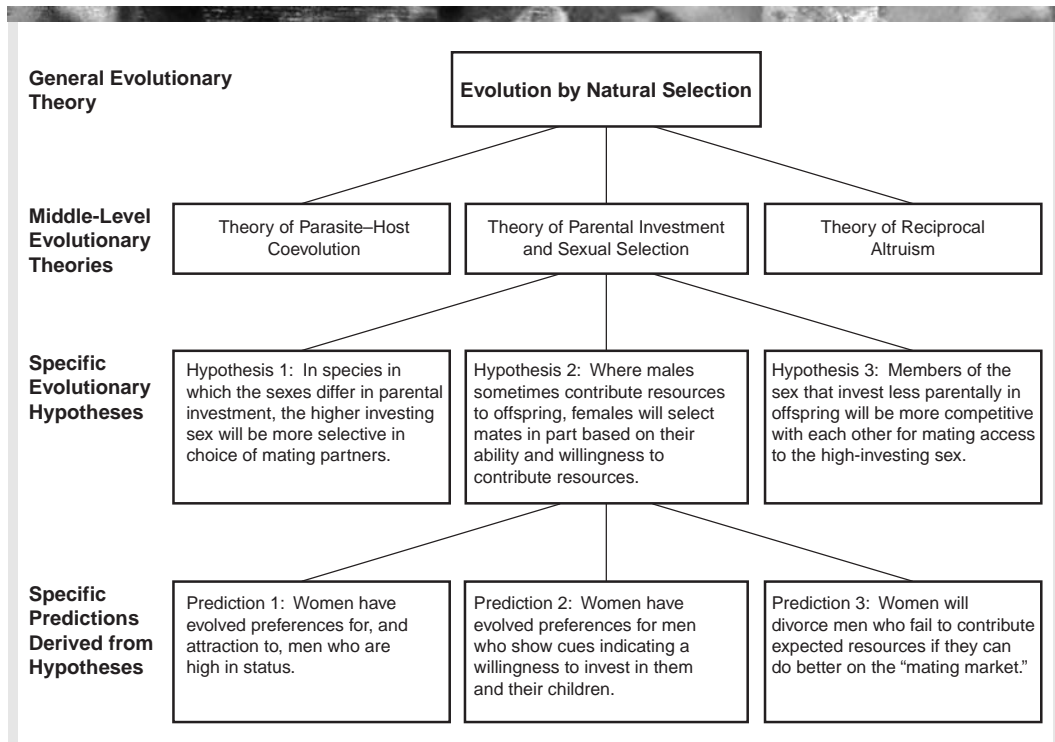 General Evolutionary
Theory
Evolution by Natural Selection
Middle-Level
Evolutionary
Theories
Theory of Parasite–Host
Coevolution
Theory of Parental Investment
and Sexual Selection
Theory of Reciprocal
Altruism
Specific
Evolutionary
Hypotheses
Hypothesis 1: In species in
which the sexes differ in parental
investment, the higher investing
sex will be more selective in
choice of mating partners.
Hypothesis 2: Where males
sometimes contribute resources
to offspring, females will select
mates in part based on their
ability and willingness to
contribute resources.
Hypothesis 3: Members of the
sex that invest less parentally in
offspring will be more competitive
with each other for mating access
to the high-investing sex.
Specific
Predictions
Derived from
Hypotheses
Prediction 1: Women have
evolved preferences for, and
attraction to, men who are
high in status.
Prediction 2: Women have
evolved preferences for men
who show cues indicating a
willingness to invest in them
and their children.
Prediction 3: Women will
divorce men who fail to contribute
expected resources if they can
do better on the “mating market.”